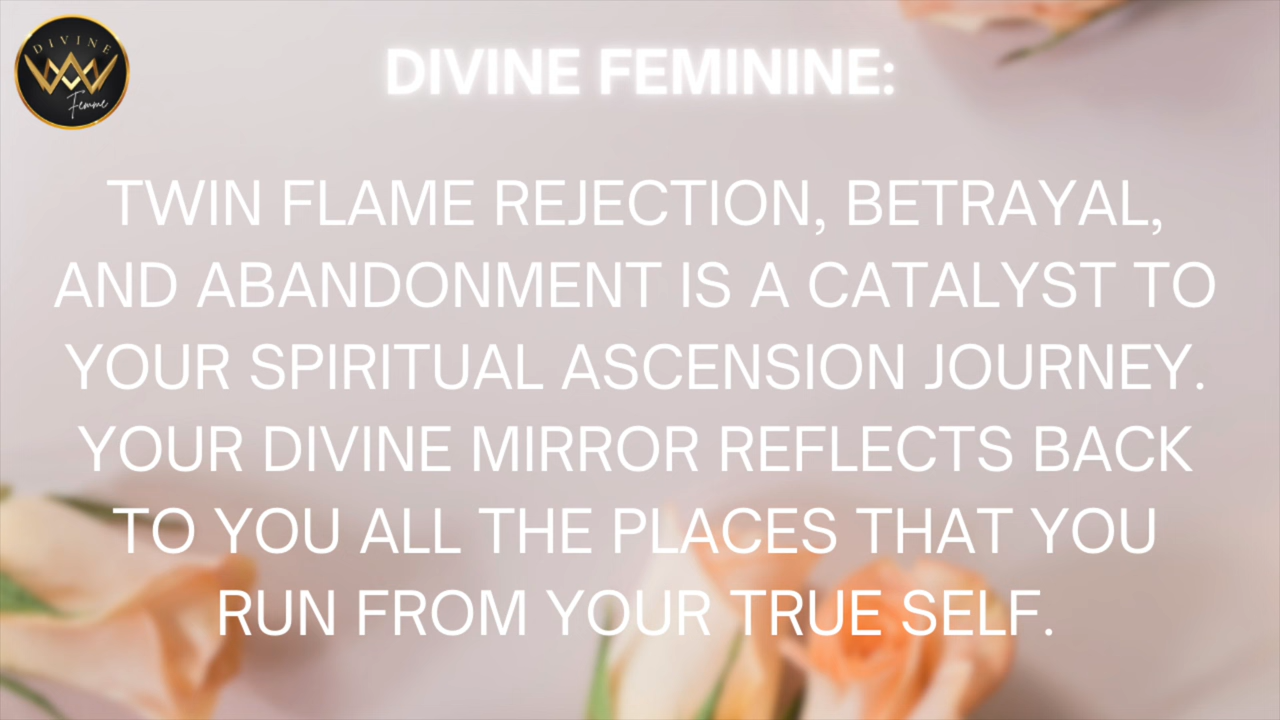 DIVINE
Femme
DIVINE FEMININE:
TWIN FLAME REJECTION, BETRAYAL,
AND ABANDONMENT IS A CATALYST TO
YOUR SPIRITUAL ASCENSION JOURNEY.
YOUR DIVINE MIRROR REFLECTS BACK
TO YOU ALL THE PLACES THAT YOU
RUN FROM YOUR TRUE SELF.